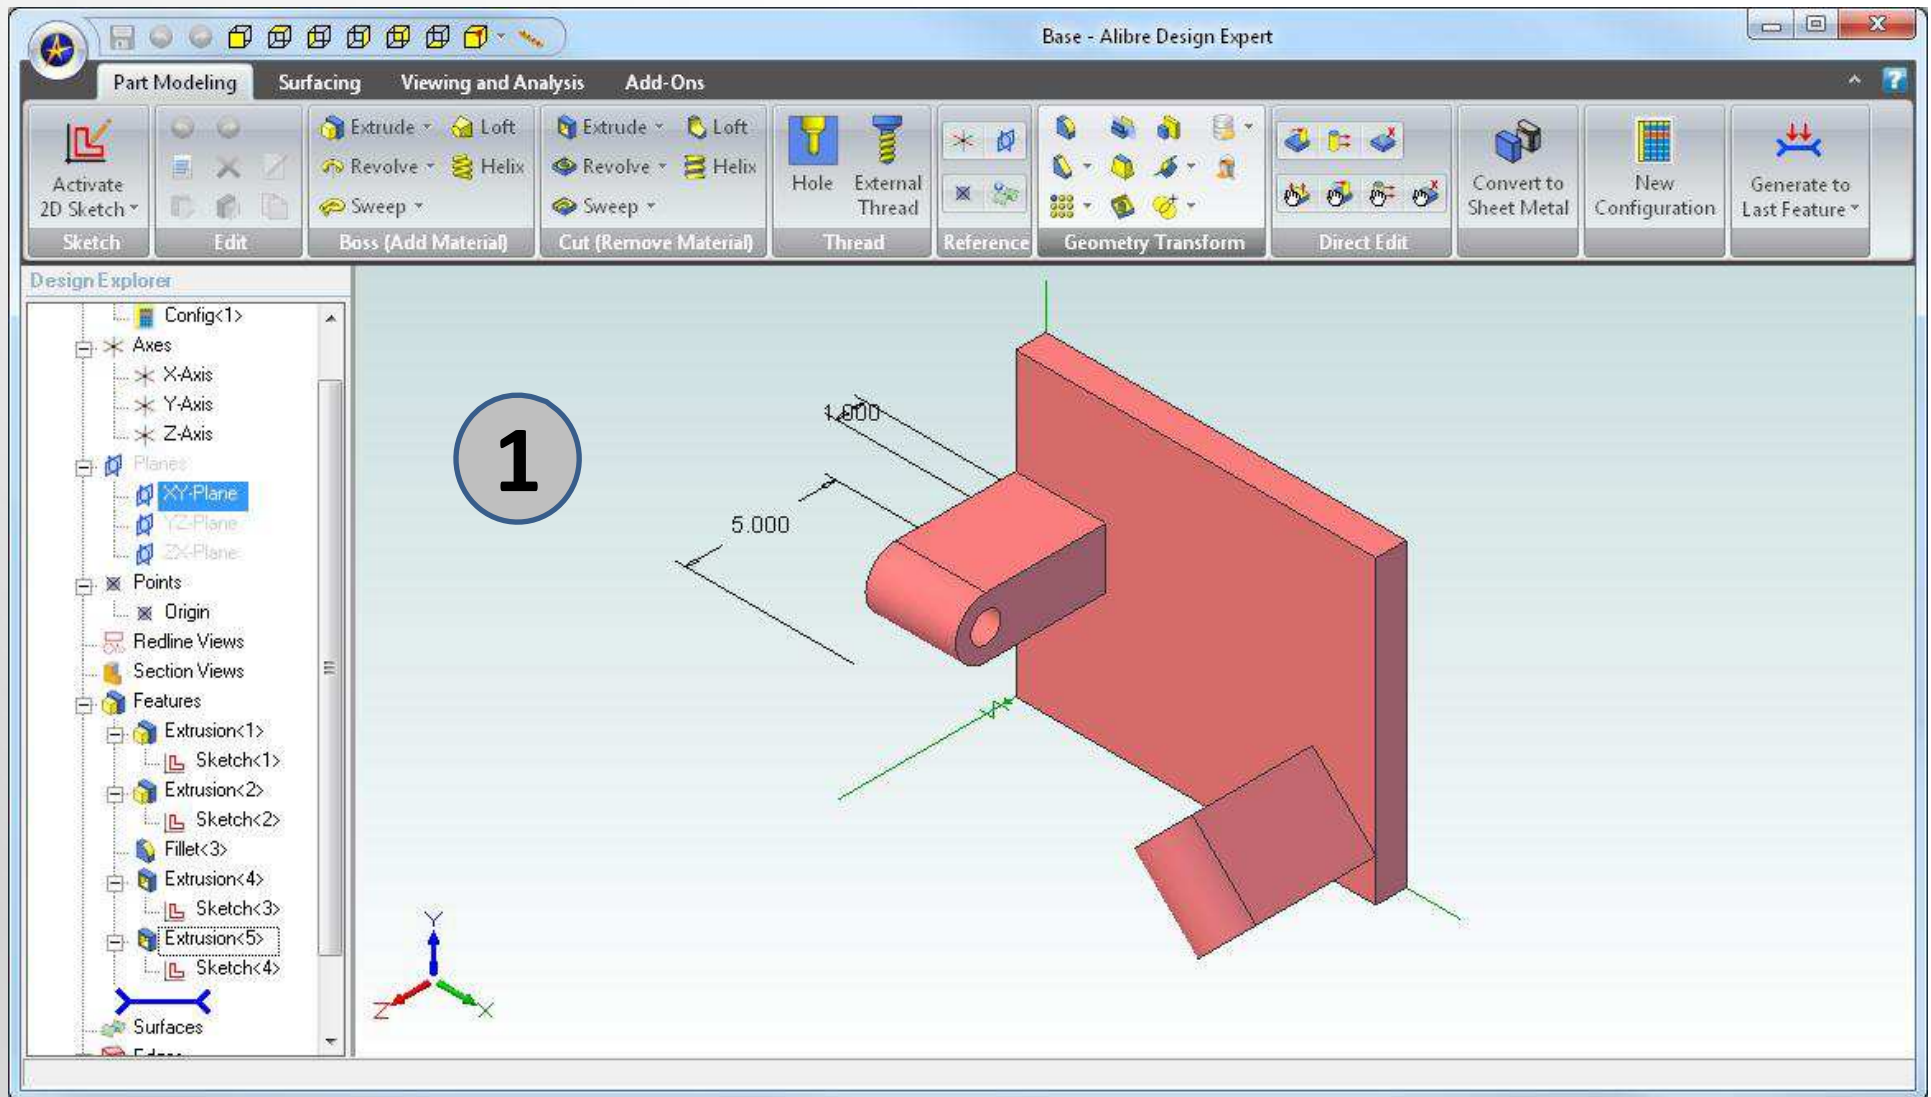 Base - Alibre Design Expert
Part Modeling Surfacing Viewing and Analysis Add-Ons
Activate
2D Sketch
Sketch
Edit
Extrude Loft
Revolve Helix
Sweep
Boss (Add Material)
Extrude Loft
Revolve Helix
Sweep
Cut (Remove Material)
Hole
External
Thread
Thread
Reference
Geometry Transform
Direct Edit
Convert to
Sheet Metal
New
Configuration
Generate to
Last Feature
Design Explorer
Config<1>
Axes
X-Axis
Y-Axis
Z-Axis
Planes
XY-Plane
YZ-Plane
ZX-Plane
Points
Origin
Redline Views
Section Views
Features
Extrusion<1>
Sketch<1>
Extrusion<2>
Sketch<2>
Fillet<3>
Extrusion<4>
Sketch<3>
Extrusion<5>
Sketch<4>
Surfaces
1
1.000
5.000
Y
Z
X